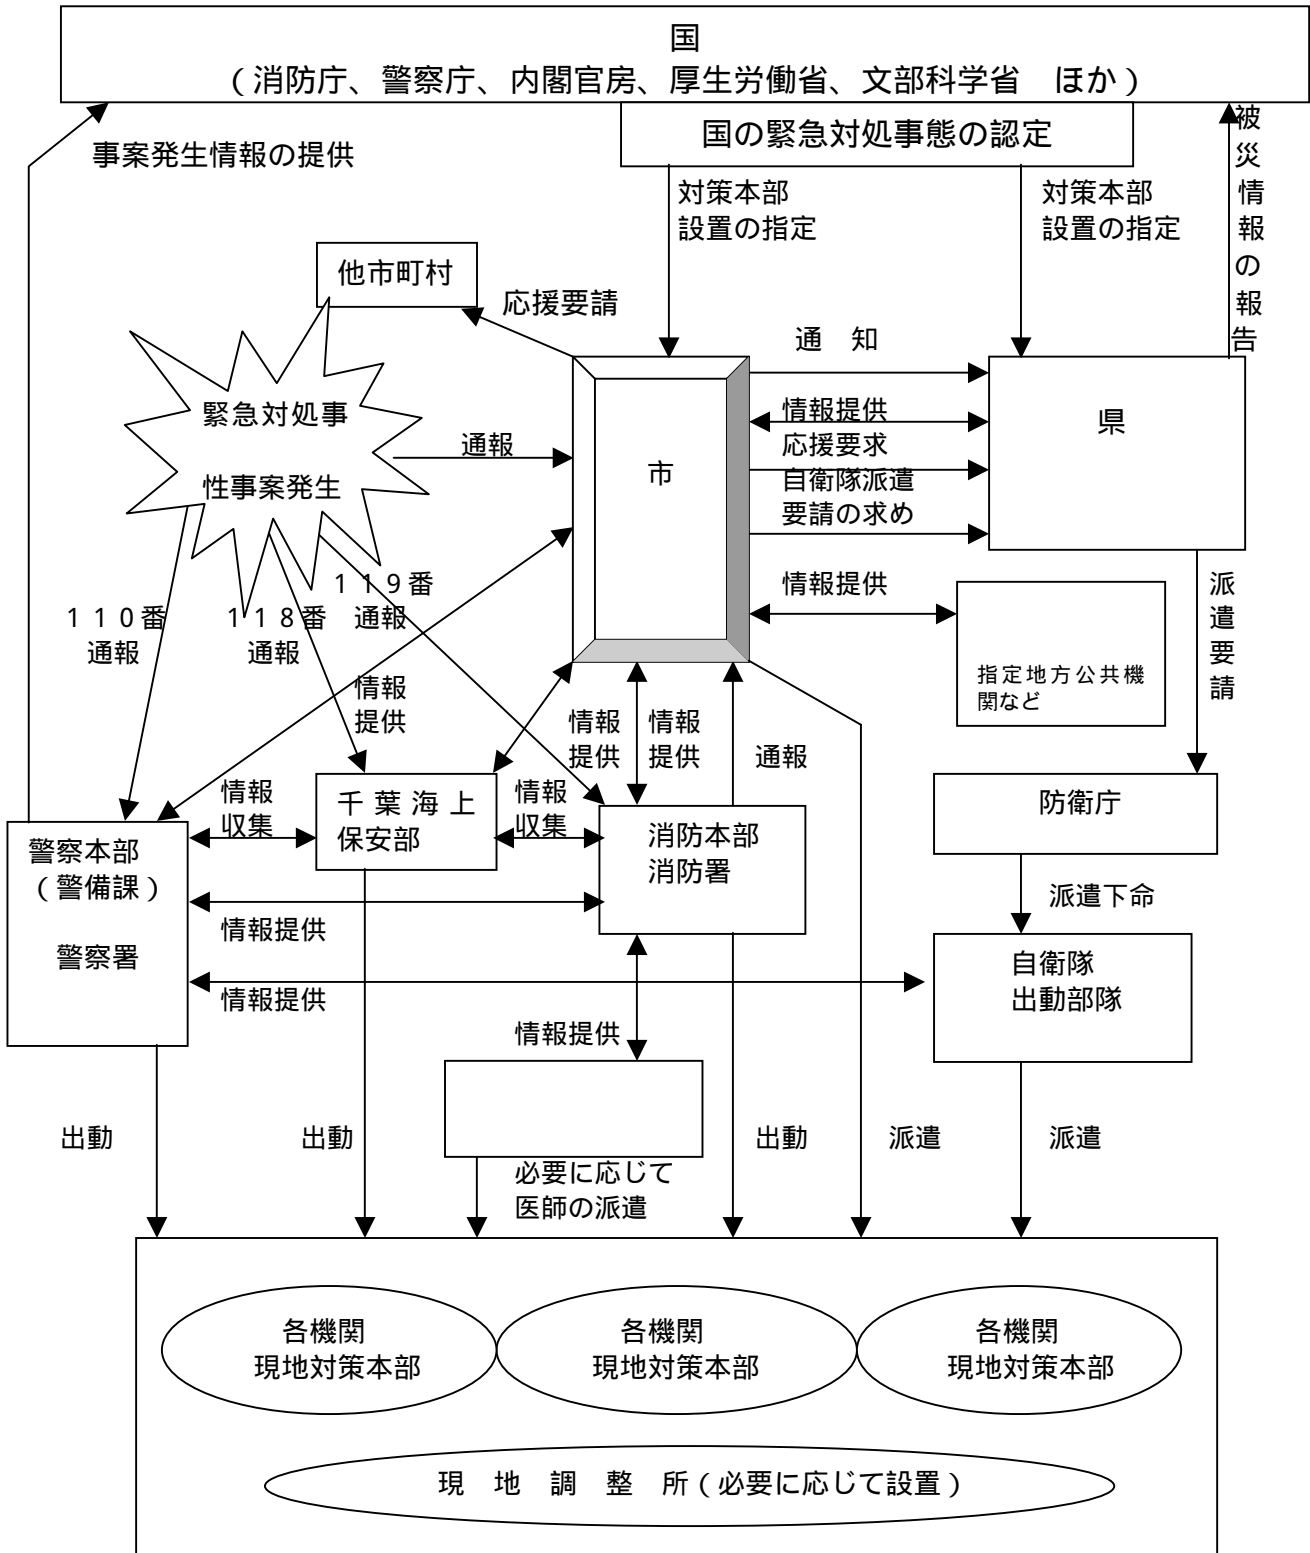 国
（消防庁、警察庁、内閣官房、厚生労働省、文部科学省　ほか）
国の緊急対処事態の認定
事案発生情報の提供
被災情報の報告
対策本部
設置の指定
対策本部
設置の指定
他市町村
応援要請
通　知
緊急対処事
性事案発生
通報
市
情報提供
応援要求
自衛隊派遣
要請の求め
県
１１０番
通報
１１８番
通報
１１９番
通報
情報提供
指定地方公共機
関など
派遣要請
情報
提供
情報
提供
情報
提供
通報
情報
収集
千葉海上
保安部
情報
収集
消防本部
消防署
防衛庁
警察本部
（警備課）
警察署
情報提供
派遣下命
情報提供
自衛隊
出動部隊
情報提供
出動
出動
必要に応じて
医師の派遣
出動
派遣
派遣
各機関
現地対策本部
各機関
現地対策本部
各機関
現地対策本部
現　地　調　整　所（必要に応じて設置）